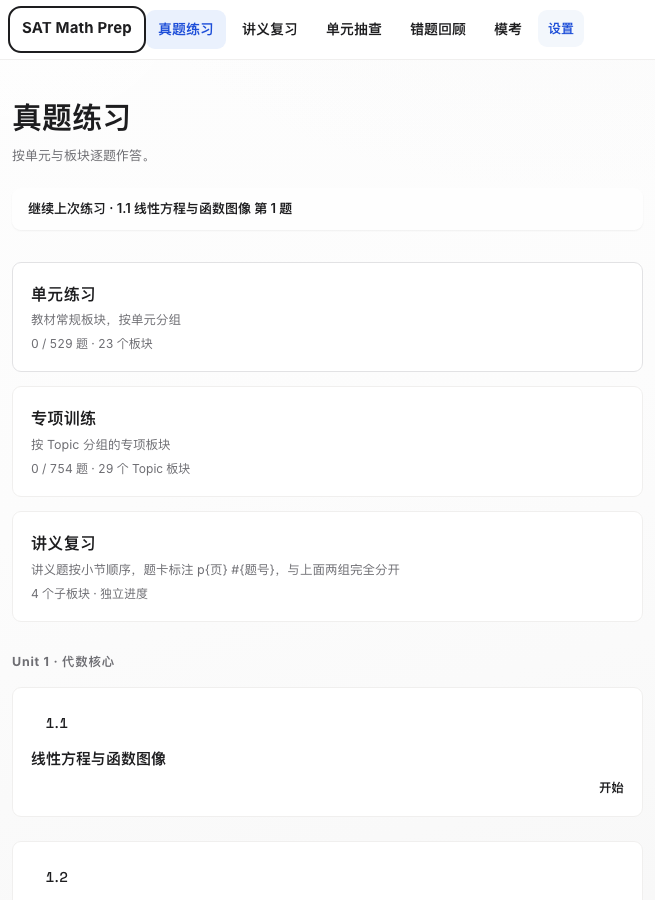 SAT Math Prep 真题练习 讲义复习 单元抽查 错题回顾 模考 设置
真题练习
按单元与板块逐题作答。
继续上次练习 · 1.1 线性方程与函数图像 第 1 题
单元练习
教材常规板块，按单元分组
0 / 529 题 · 23 个板块
专项训练
按 Topic 分组的专项板块
0 / 754 题 · 29 个 Topic 板块
讲义复习
讲义题按小节顺序，题卡标注 p{页} #{题号}，与上面两组完全分开
4 个子板块 · 独立进度
Unit 1 · 代数核心
1.1
线性方程与函数图像
开始
1.2